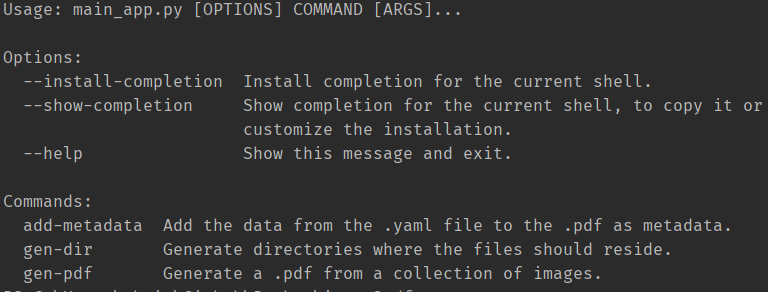 Usage: main_app.py [OPTIONS] COMMAND [ARGS]...
Options:
--install-completion  Install completion for the current shell.
--show-completion     Show completion for the current shell, to copy it or
customize the installation.
--help                Show this message and exit.
Commands:
add-metadata  Add the data from the .yaml file to the .pdf as metadata.
gen-dir       Generate directories where the files should reside.
gen-pdf       Generate a .pdf from a collection of images.